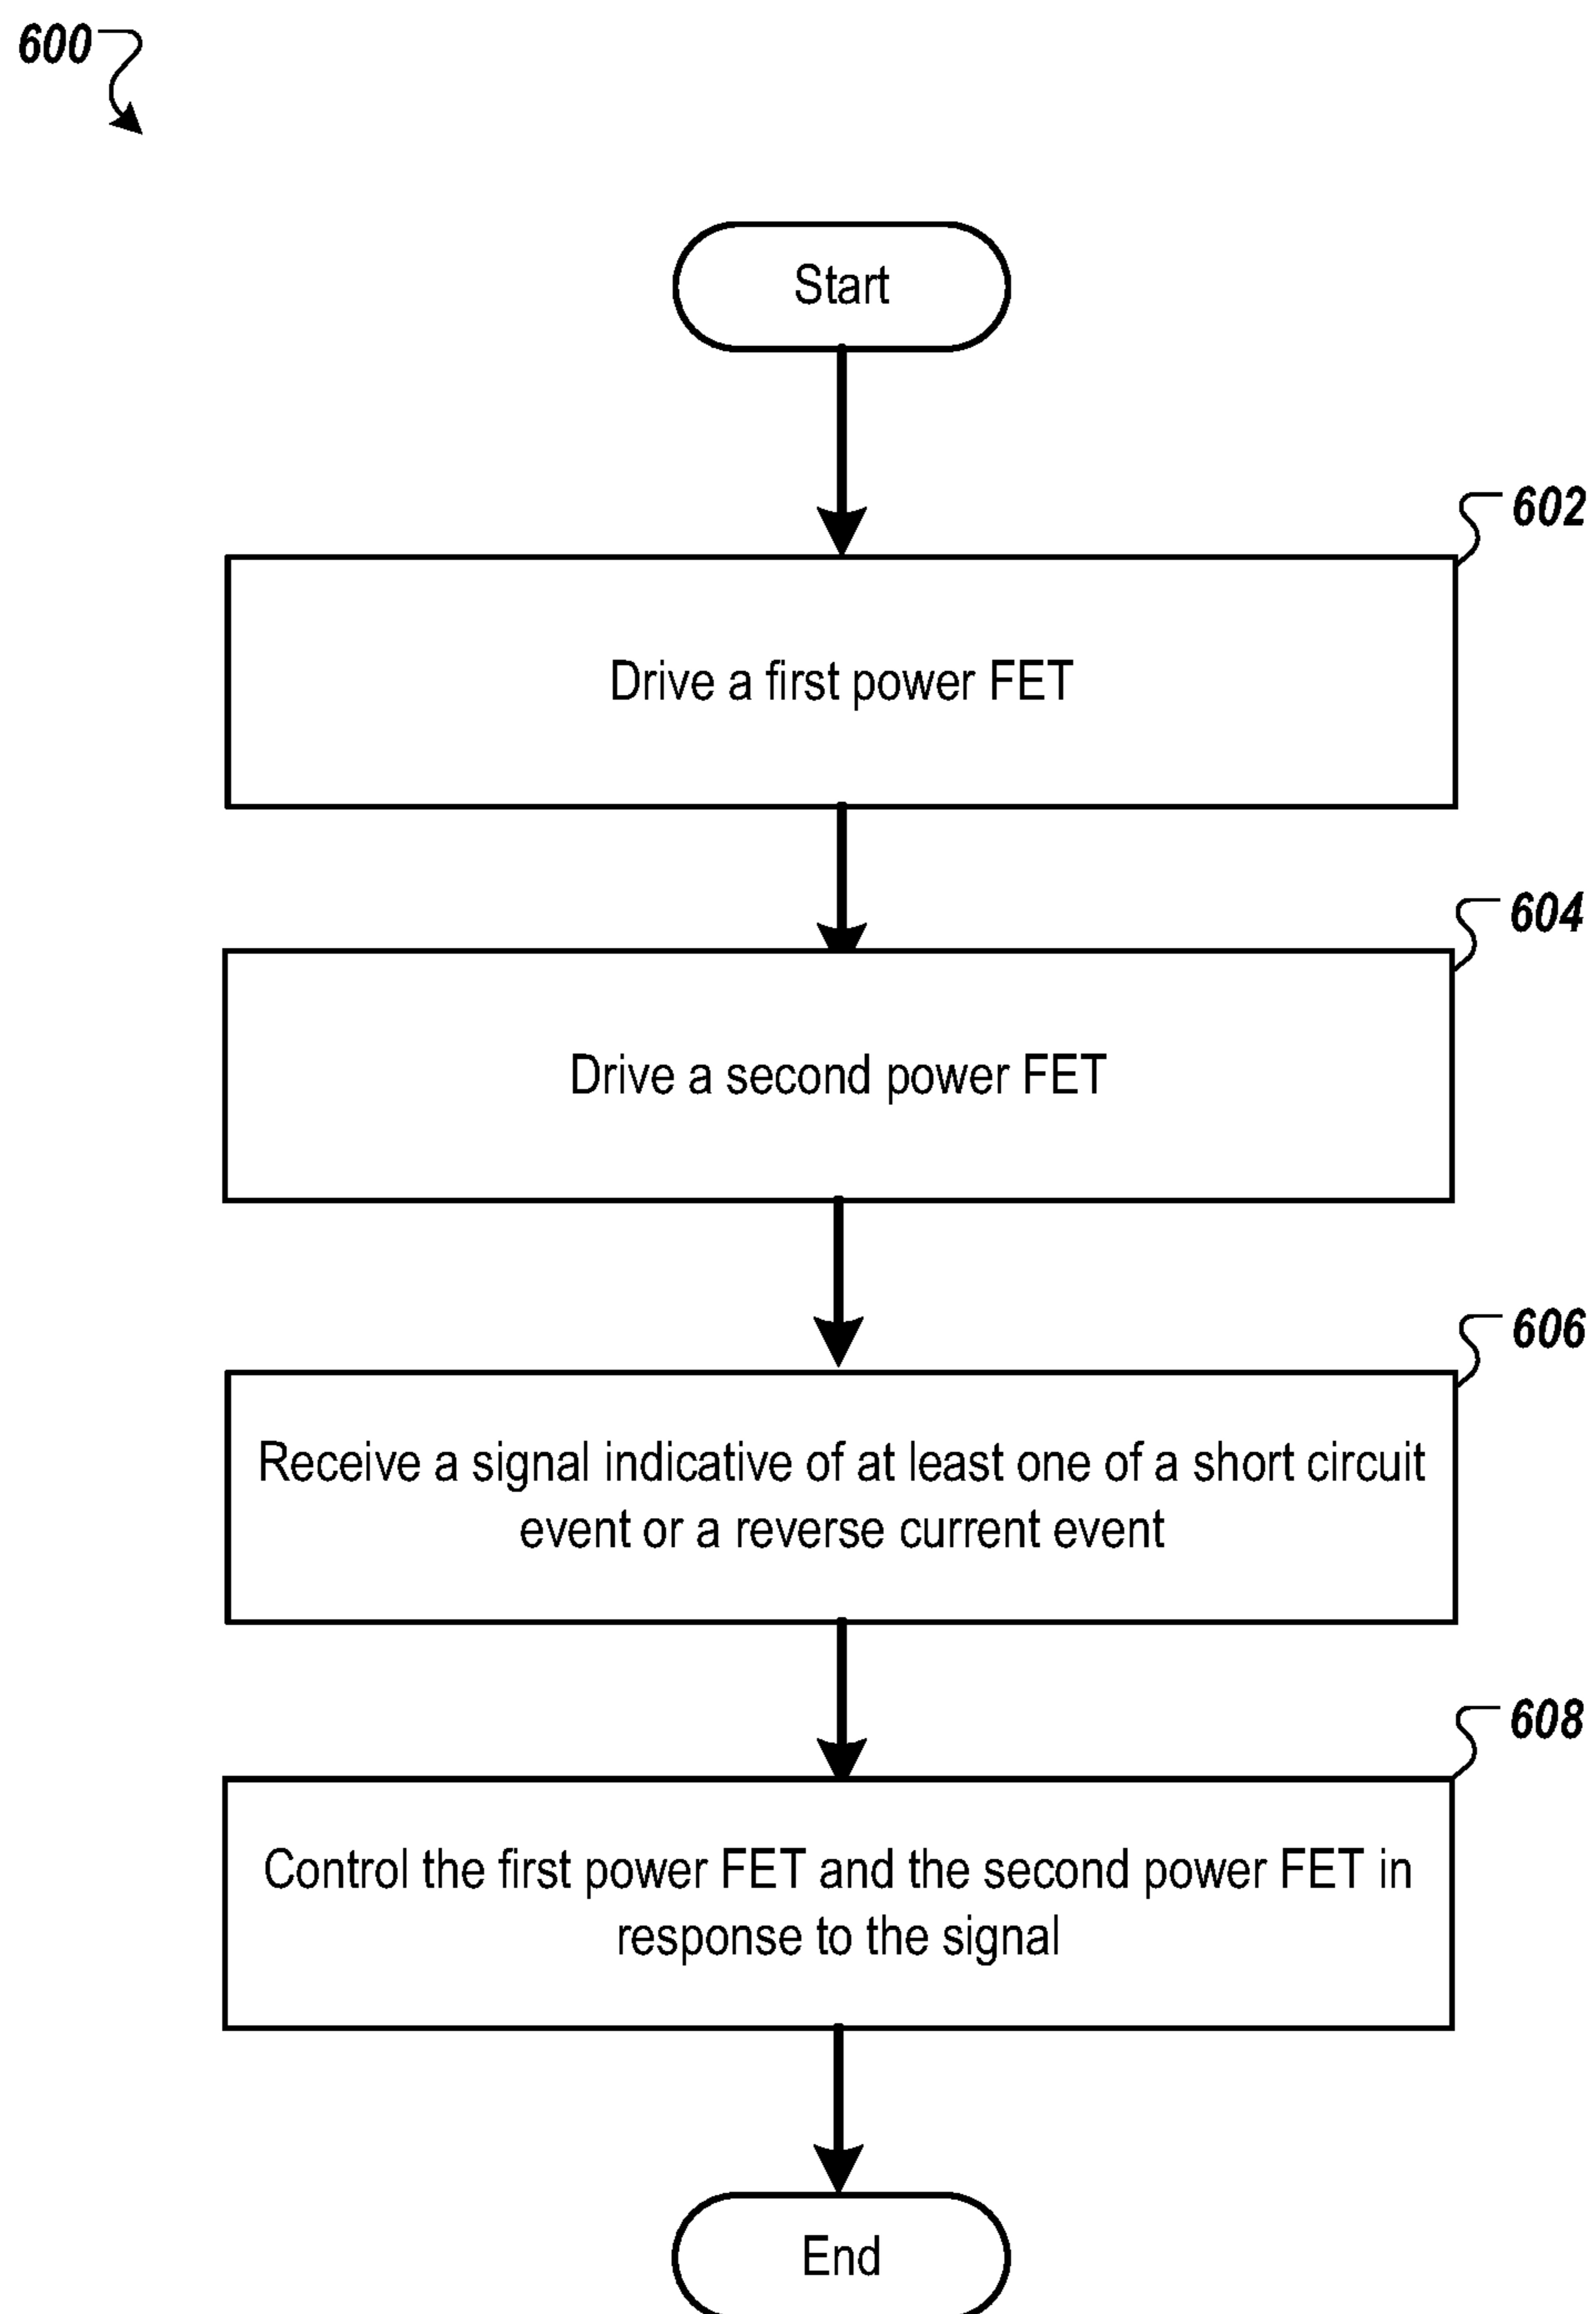 600
Start
602
Drive a first power FET
604
Drive a second power FET
606
Receive a signal indicative of at least one of a short circuit
event or a reverse current event
608
Control the first power FET and the second power FET in
response to the signal
End